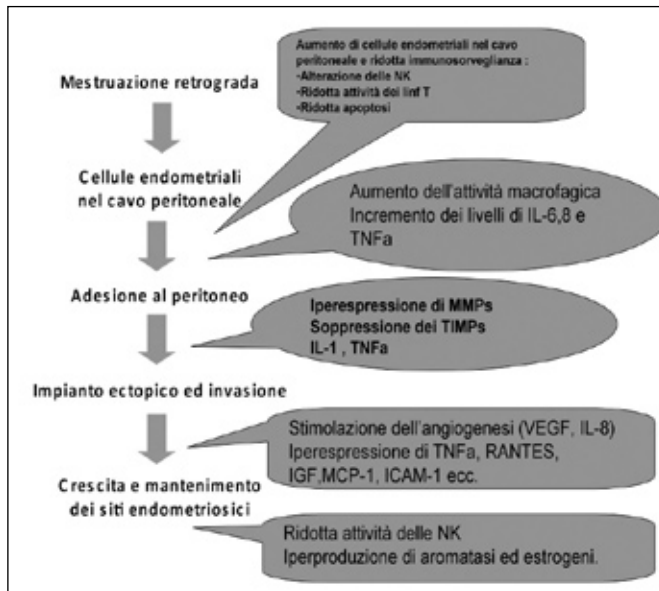 Mestruazione retrograda
Aumento di cellule endometriali nel cavo
peritoneale e ridotta immunosorveglianza :
•Alterazione delle NK
•Ridotta attività dei linf T
•Ridotta apoptosi
Cellule endometriali
nel cavo peritoneale
Aumento dell'attività macrofagica
Incremento dei livelli di IL-6,8 e
TNFa
Adesione al peritoneo
Iperespressione di MMPs
Soppressione dei TIMPs
IL-1 , TNFa
Impianto ectopico ed invasione
Stimolazione dell'angiogenesi (VEGF, IL-8)
Iperespressione di TNFa, RANTES,
IGF,MCP-1, ICAM-1 ecc.
Crescita e mantenimento
dei siti endometriosici
Ridotta attività delle NK
Iperproduzione di aromatasi ed estrogeni.